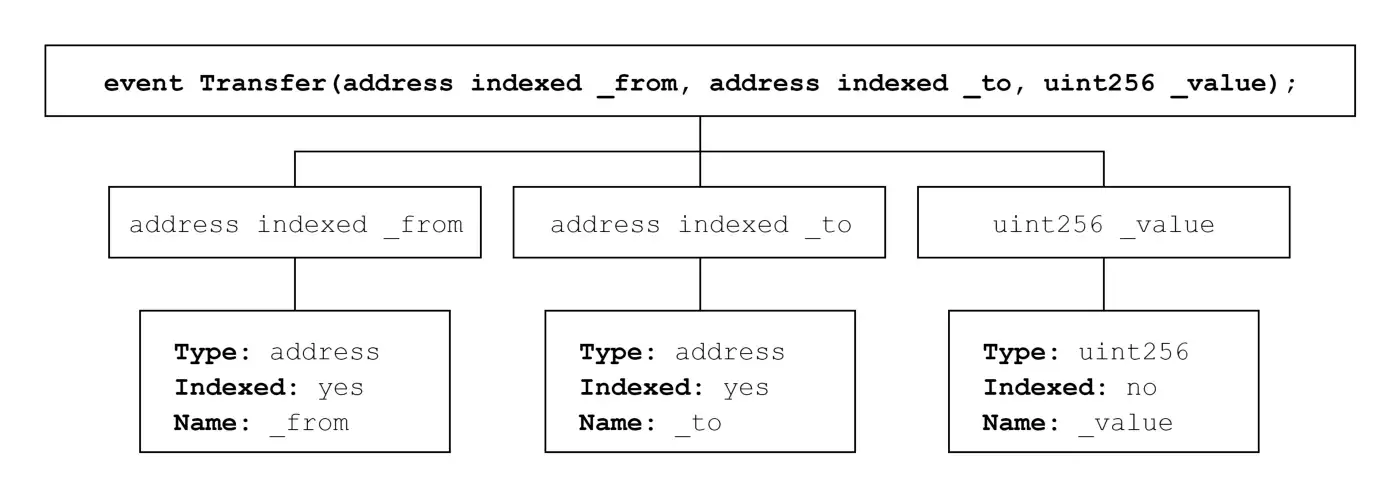 event Transfer(address indexed _from, address indexed _to, uint256 _value);
address indexed _from
address indexed _to
uint256 _value
Type: address
Indexed: yes
Name: _from
Type: address
Indexed: yes
Name: _to
Type: uint256
Indexed: no
Name: _value